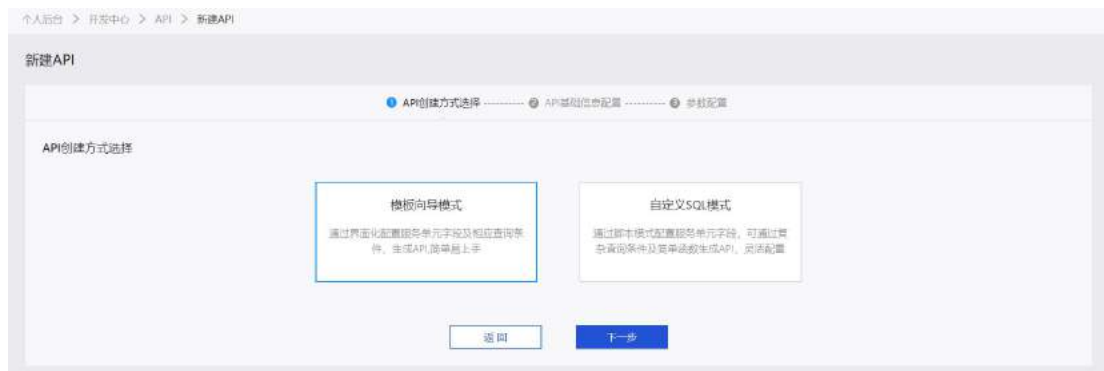 个人后台 > 开发中心 > API > 新建API
新建API
1 API创建方式选择 ---------- 2 API基础信息配置 ---------- 3 参数配置
API创建方式选择
模板向导模式
通过界面化配置服务单元字段及相应查询条
件，生成API,简单易上手
自定义SQL模式
通过脚本模式配置服务单元字段，可通过复
杂查询条件及简单函数生成API，灵活配置
返回
下一步